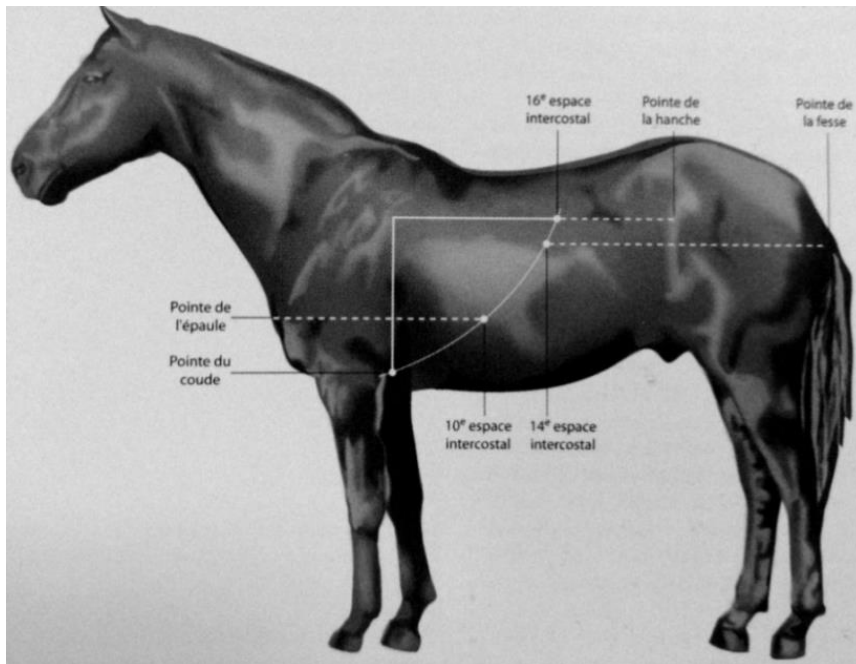 16e espace
intercostal
Pointe de
la hanche
Pointe de
la fesse
Pointe de
l'épaule
Pointe du
coude
10e espace
intercostal
14e espace
intercostal